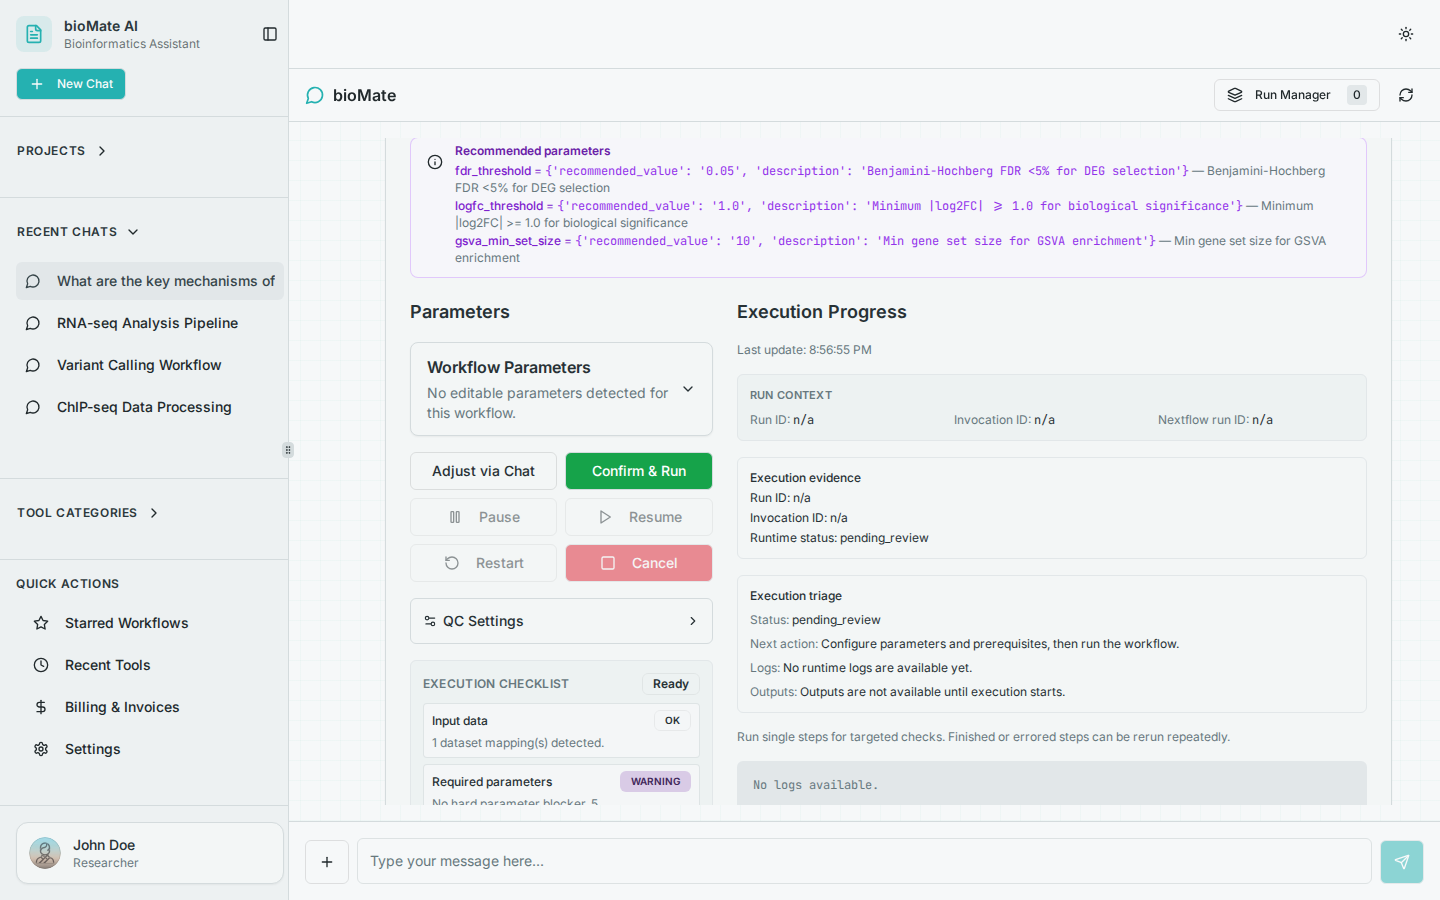 bioMate AI
Bioinformatics Assistant
New Chat
PROJECTS
RECENT CHATS
What are the key mechanisms of
RNA-seq Analysis Pipeline
Variant Calling Workflow
ChIP-seq Data Processing
TOOL CATEGORIES
QUICK ACTIONS
Starred Workflows
Recent Tools
Billing & Invoices
Settings
John Doe
Researcher
bioMate
Run Manager 0
Recommended parameters
fdr_threshold = {'recommended_value': '0.05', 'description': 'Benjamini-Hochberg FDR <5% for DEG selection'} — Benjamini-Hochberg
FDR <5% for DEG selection
logfc_threshold = {'recommended_value': '1.0', 'description': 'Minimum |log2FC| >= 1.0 for biological significance'} — Minimum
|log2FC| >= 1.0 for biological significance
gsva_min_set_size = {'recommended_value': '10', 'description': 'Min gene set size for GSVA enrichment'} — Min gene set size for GSVA
enrichment
Parameters
Workflow Parameters
No editable parameters detected for
this workflow.
Adjust via Chat
Confirm & Run
Pause
Resume
Restart
Cancel
QC Settings
EXECUTION CHECKLIST
Ready
Input data
OK
1 dataset mapping(s) detected.
Required parameters
WARNING
No hard parameter blocker. 5
Execution Progress
Last update: 8:56:55 PM
RUN CONTEXT
Run ID: n/a
Invocation ID: n/a
Nextflow run ID: n/a
Execution evidence
Run ID: n/a
Invocation ID: n/a
Runtime status: pending_review
Execution triage
Status: pending_review
Next action: Configure parameters and prerequisites, then run the workflow.
Logs: No runtime logs are available yet.
Outputs: Outputs are not available until execution starts.
Run single steps for targeted checks. Finished or errored steps can be rerun repeatedly.
No logs available.
Type your message here...